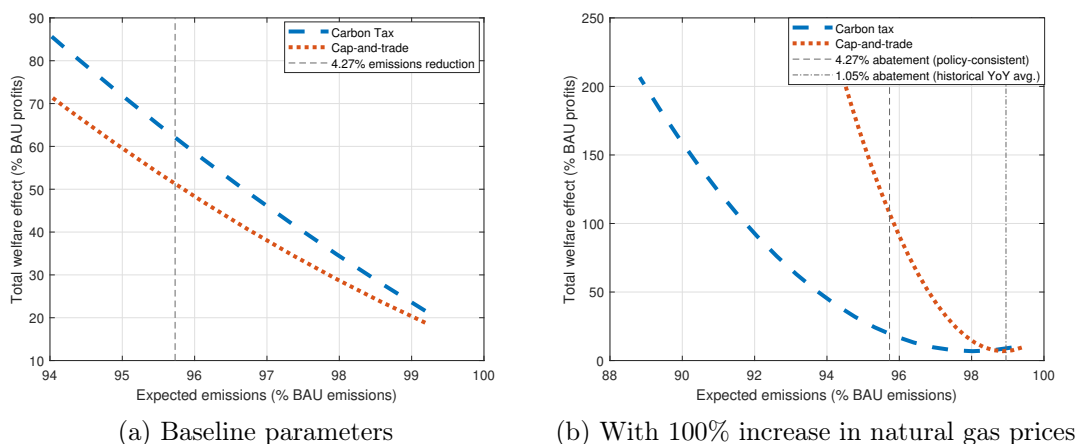 90
80
70
60
50
40
30
20
10
Total welfare effect (% BAU profits)
Carbon Tax
Cap-and-trade
4.27% emissions reduction
94 95 96 97 98 99 100
Expected emissions (% BAU emissions)
(a) Baseline parameters
250
200
150
100
50
0
Total welfare effect (% BAU profits)
Carbon tax
Cap-and-trade
4.27% abatement (policy-consistent)
1.05% abatement (historical YoY avg.)
88 90 92 94 96 98 100
Expected emissions (% BAU emissions)
(b) With 100% increase in natural gas prices